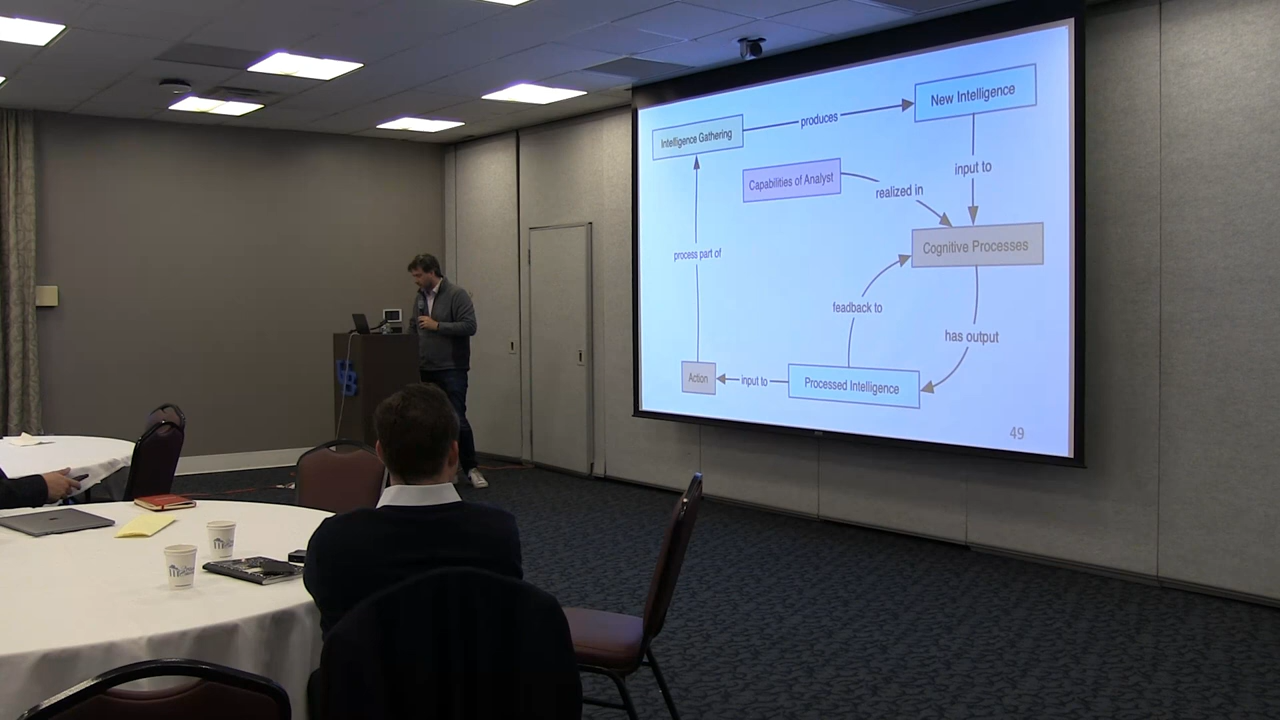 New Intelligence
produces
Intelligence Gathering
Capabilities of Analyst
realized in
input to
Cognitive Processes
process part of
feadback to
has output
Action
input to
Processed Intelligence
49